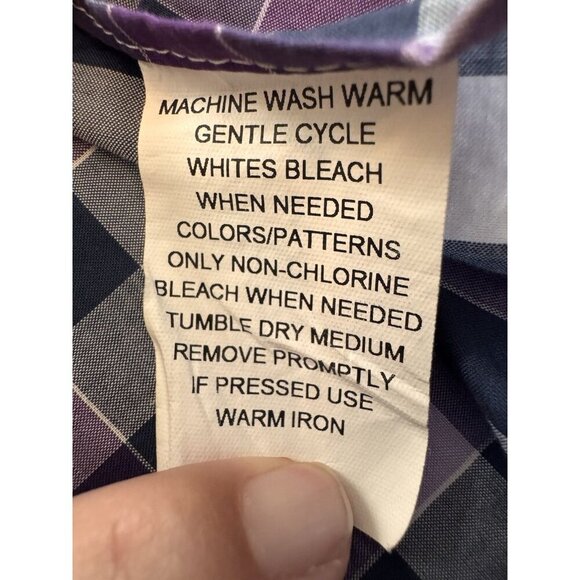 MACHINE WASH WARM
GENTLE CYCLE
WHITES BLEACH
WHEN NEEDED
COLORS/PATTERNS
ONLY NON-CHLORINE
BLEACH WHEN NEEDED
TUMBLE DRY MEDIUM
REMOVE PROMPTLY
IF PRESSED USE
WARM IRON